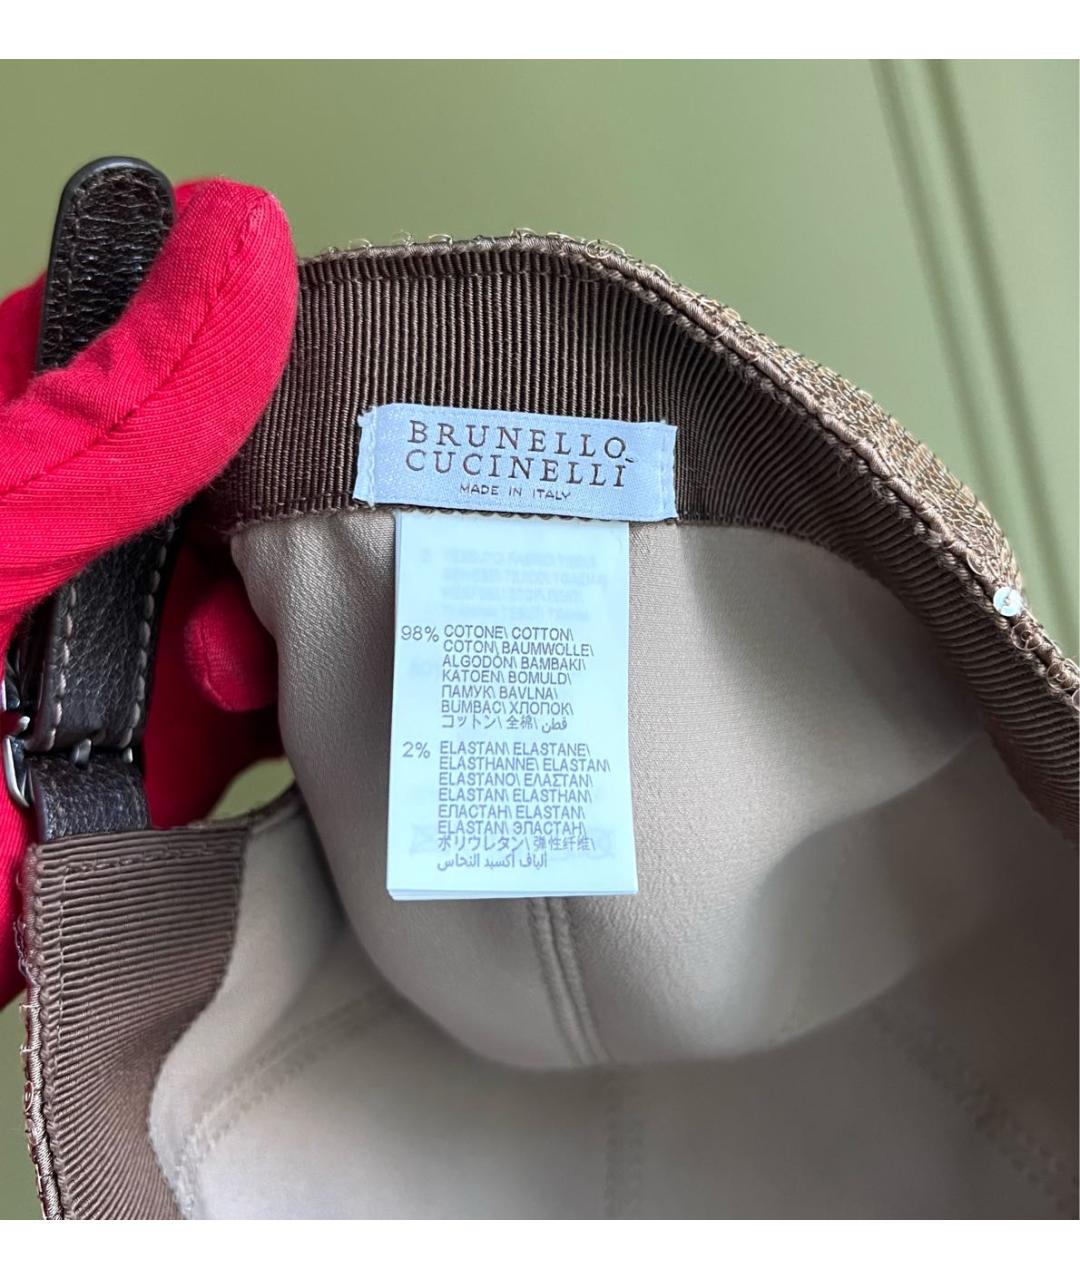 BRUNELLO
CUCINELLI
MADE IN ITALY
98% COTONE\ COTTON\
COTON\ BAUMWOLLE\
ALGODÓN\ BAMBAKI\
KATOEN\ BOMULD\
ПАМУК\ BAVLNA\
BUMBAC\ ХЛОПОК\
コットン\ 全棉\ قطن
2% ELASTAN\ ELASTANE\
ELASTHANNE\ ELASTAN\
ELASTANO\ ΕΛΑΣΤΑΝ\
ELASTAN\ ELASTHAN\
ЕПАСТАН\ ELASTAN\
ELASTAN\ ЭЛАСТАН\
ポリウレタン\ 弹性纤维\
ألياف أكسيد النحاس